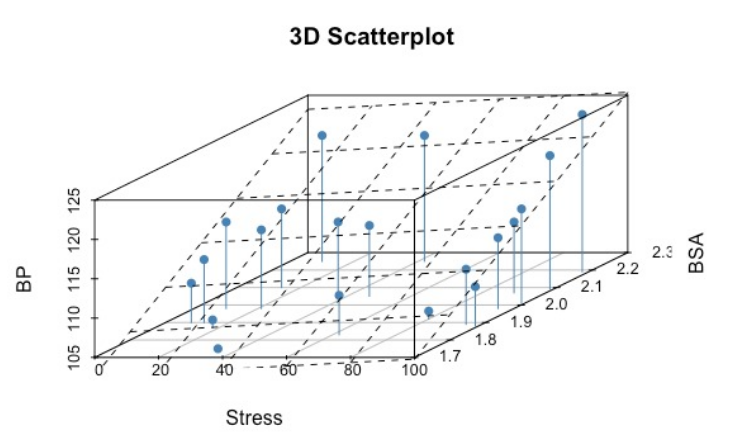 3D Scatterplot
BP
105 110 115 120 125
0 20 40 60 80 100
Stress
1.7 1.8 1.9 2.0 2.1 2.2 2.3
BSA